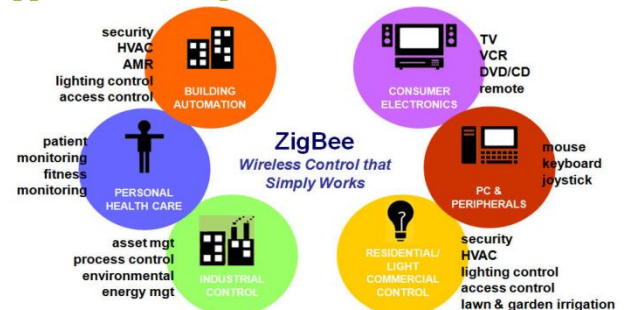 security
HVAC
AMR
lighting control
access control
BUILDING
AUTOMATION
TV
VCR
DVD/CD
remote
CONSUMER
ELECTRONICS
patient
monitoring
fitness
monitoring
PERSONAL
HEALTH CARE
ZigBee
Wireless Control that
Simply Works
mouse
keyboard
joystick
PC &
PERIPHERALS
asset mgt
process control
environmental
energy mgt
INDUSTRIAL
CONTROL
RESIDENTIAL/
LIGHT
COMMERCIAL
CONTROL
security
HVAC
lighting control
access control
lawn & garden irrigation